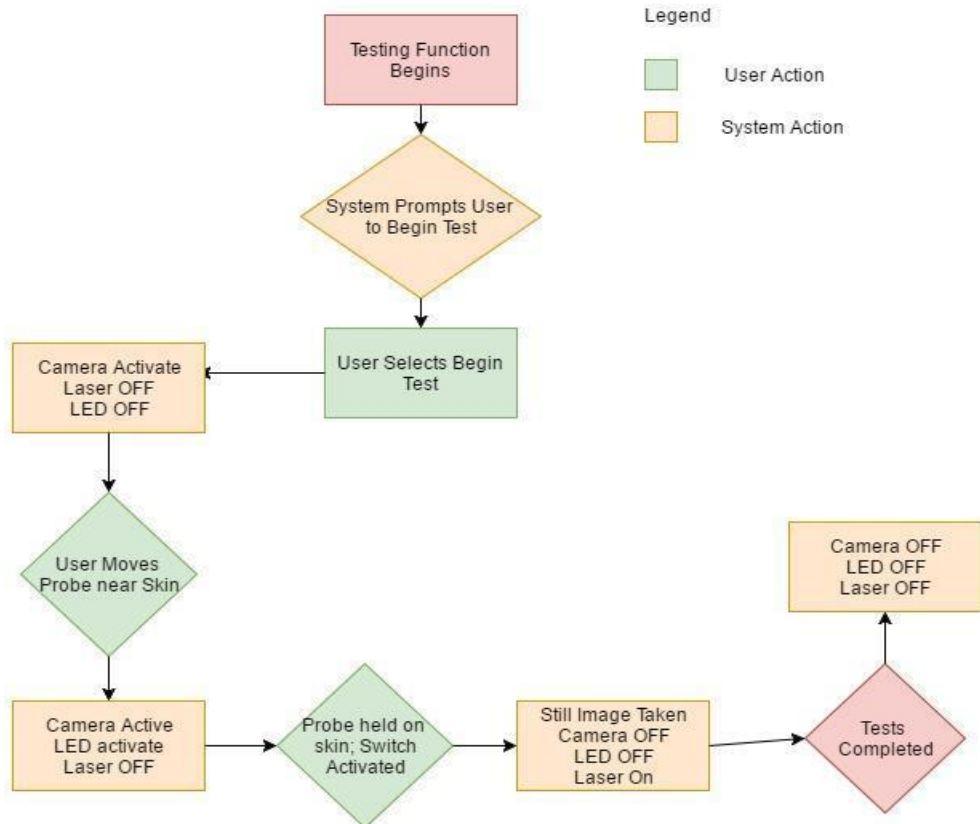 Legend
Testing Function
Begins
User Action
System Action
System Prompts User
to Begin Test
User Selects Begin
Test
Camera Activate
Laser OFF
LED OFF
User Moves
Probe near Skin
Camera Active
LED activate
Laser OFF
Probe held on
skin; Switch
Activated
Still Image Taken
Camera OFF
LED OFF
Laser On
Tests
Completed
Camera OFF
LED OFF
Laser OFF